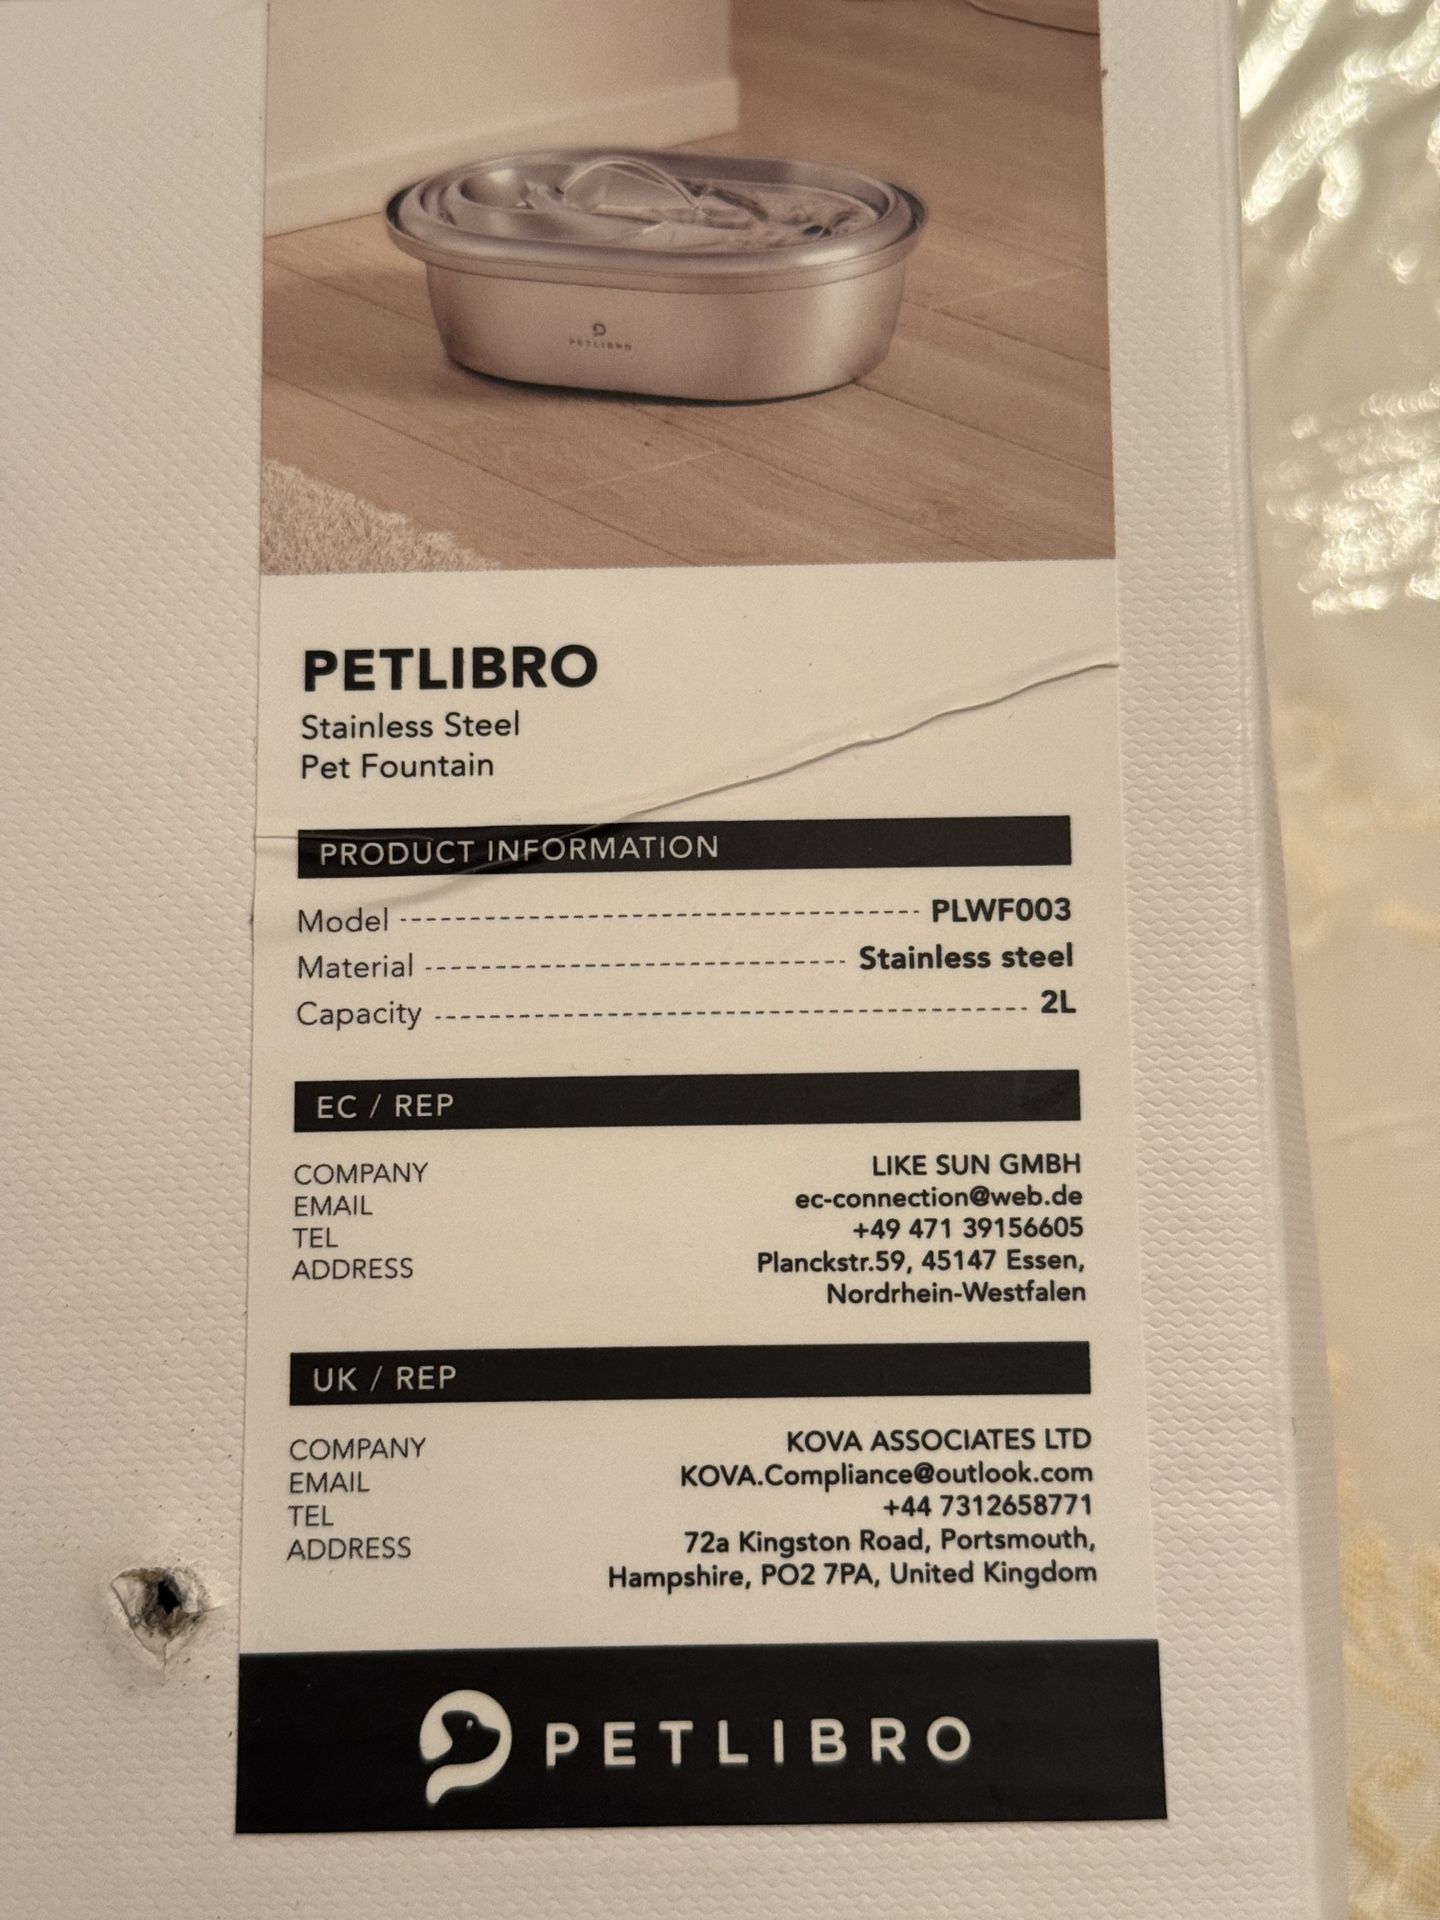 PETLIBRO
PETLIBRO
Stainless Steel
Pet Fountain
PRODUCT INFORMATION
Model PLWF003
Material Stainless steel
Capacity 2L
EC / REP
COMPANY LIKE SUN GMBH
EMAIL ec-connection@web.de
TEL +49 471 39156605
ADDRESS Planckstr.59, 45147 Essen,
Nordrhein-Westfalen
UK / REP
COMPANY KOVA ASSOCIATES LTD
EMAIL KOVA.Compliance@outlook.com
TEL +44 7312658771
ADDRESS 72a Kingston Road, Portsmouth,
Hampshire, PO2 7PA, United Kingdom
PETLIBRO